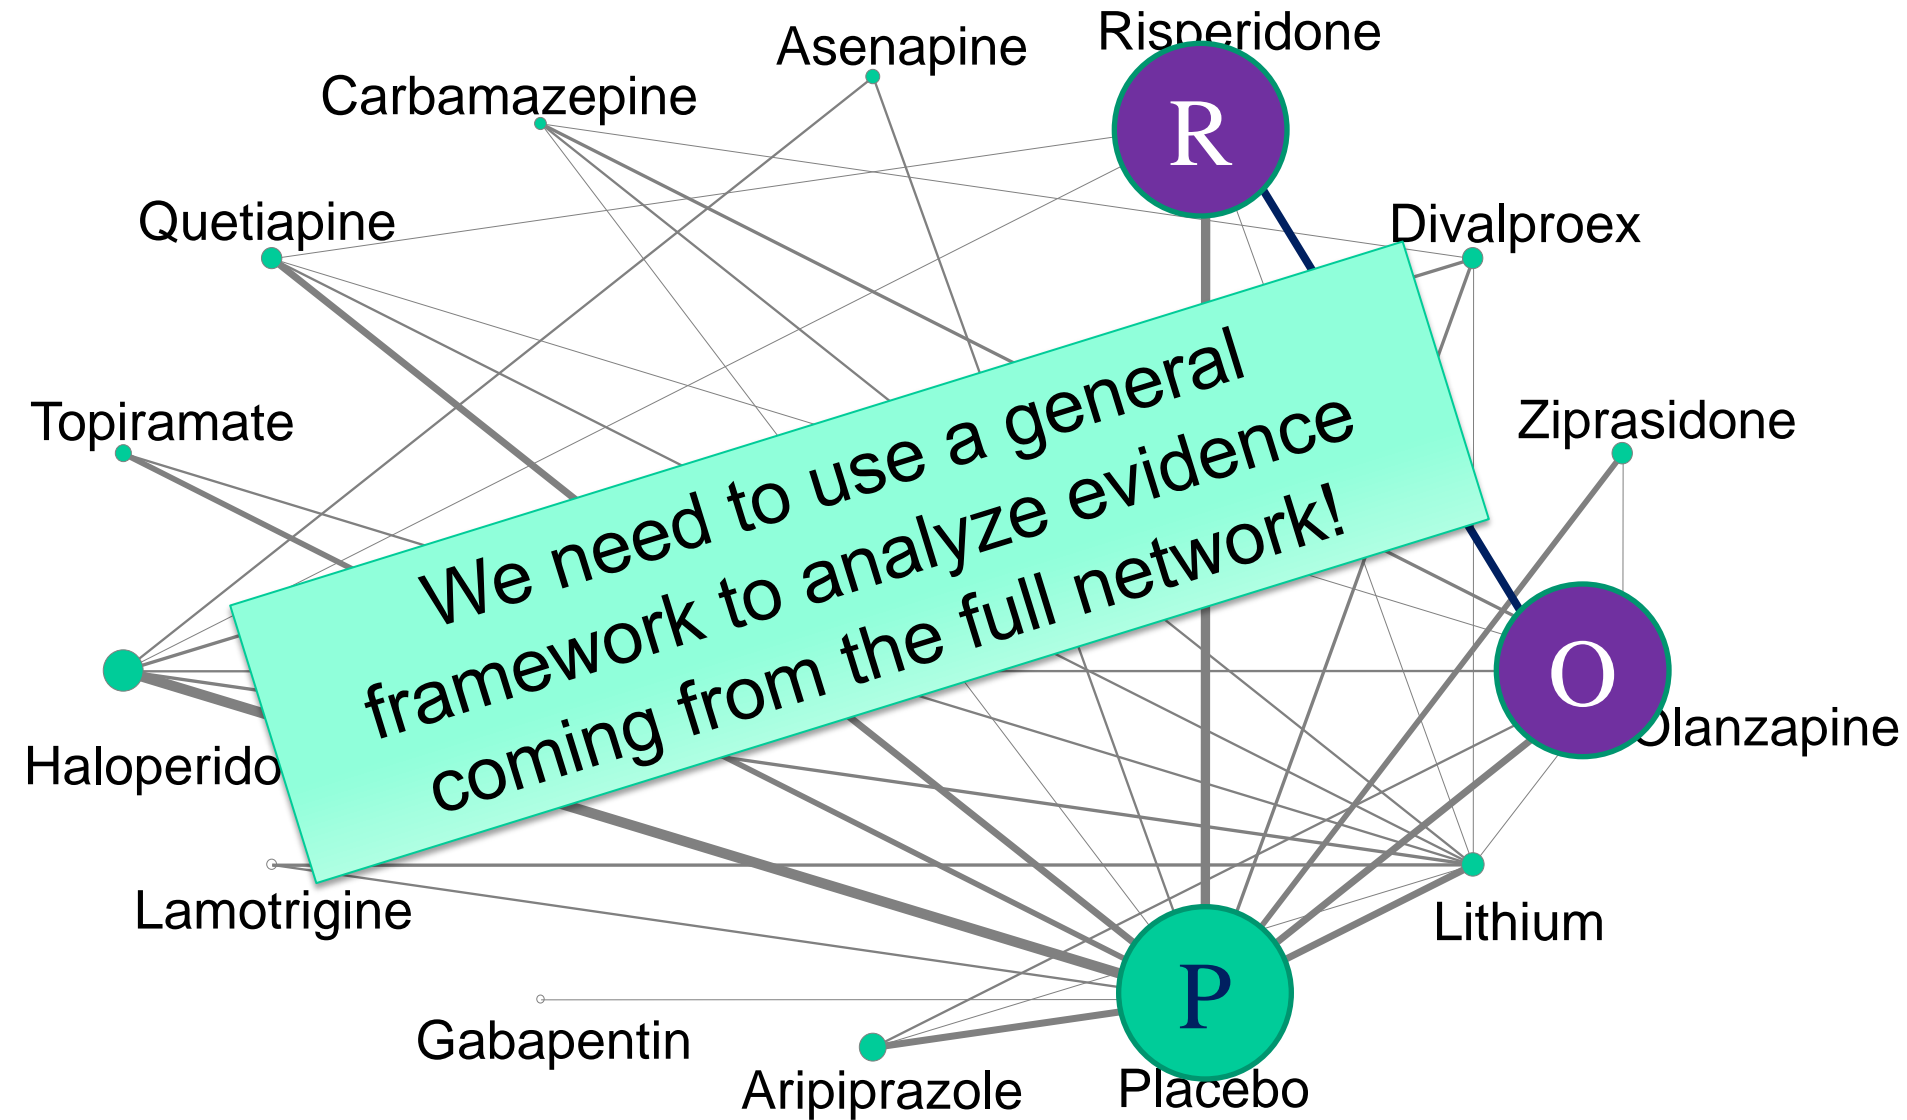 Risperidone
Asenapine
Carbamazepine
R
Quetiapine
Divalproex
We need to use a general
framework to analyze evidence
coming from the full network!
Topiramate
Ziprasidone
O
Haloperido
Olanzapine
Lamotrigine
Lithium
P
Gabapentin
Aripiprazole
Placebo